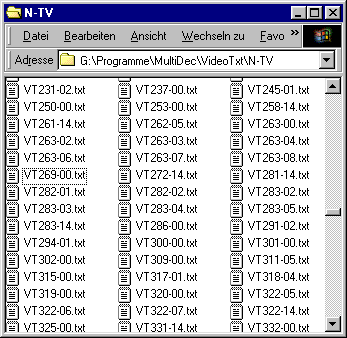 N-TV
Datei Bearbeiten Ansicht Wechseln zu Favo »
Adresse G:\Programme\MultiDec\VideoTxt\N-TV
VT231-02.txt VT237-00.txt VT245-01.txt
VT250-00.txt VT253-00.txt VT258-14.txt
VT261-14.txt VT262-05.txt VT263-00.txt
VT263-02.txt VT263-03.txt VT263-04.txt
VT263-06.txt VT263-07.txt VT263-08.txt
VT269-00.txt VT272-14.txt VT281-14.txt
VT282-01.txt VT282-02.txt VT283-02.txt
VT283-03.txt VT283-04.txt VT283-05.txt
VT283-14.txt VT286-00.txt VT291-02.txt
VT294-01.txt VT300-00.txt VT301-00.txt
VT302-00.txt VT309-00.txt VT311-05.txt
VT315-00.txt VT317-01.txt VT318-04.txt
VT319-00.txt VT320-00.txt VT322-05.txt
VT322-06.txt VT322-07.txt VT322-14.txt
VT325-00.txt VT331-14.txt VT332-00.txt